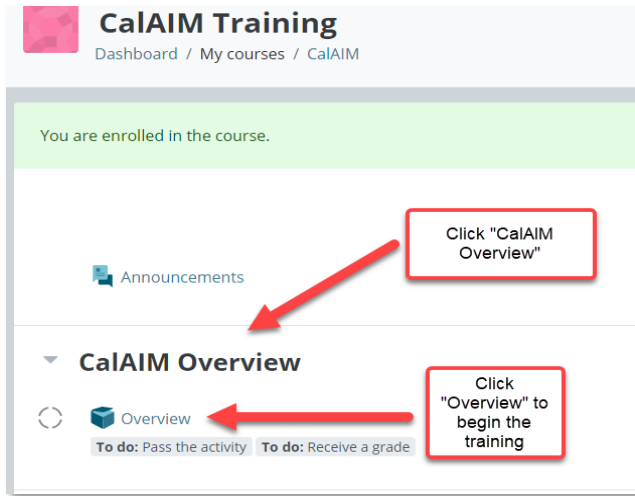 CalAIM Training
Dashboard / My courses / CalAIM
You are enrolled in the course.
Click "CalAIM
Overview"
Announcements
CalAIM Overview
Overview
To do: Pass the activity To do: Receive a grade
Click
"Overview" to
begin the
training